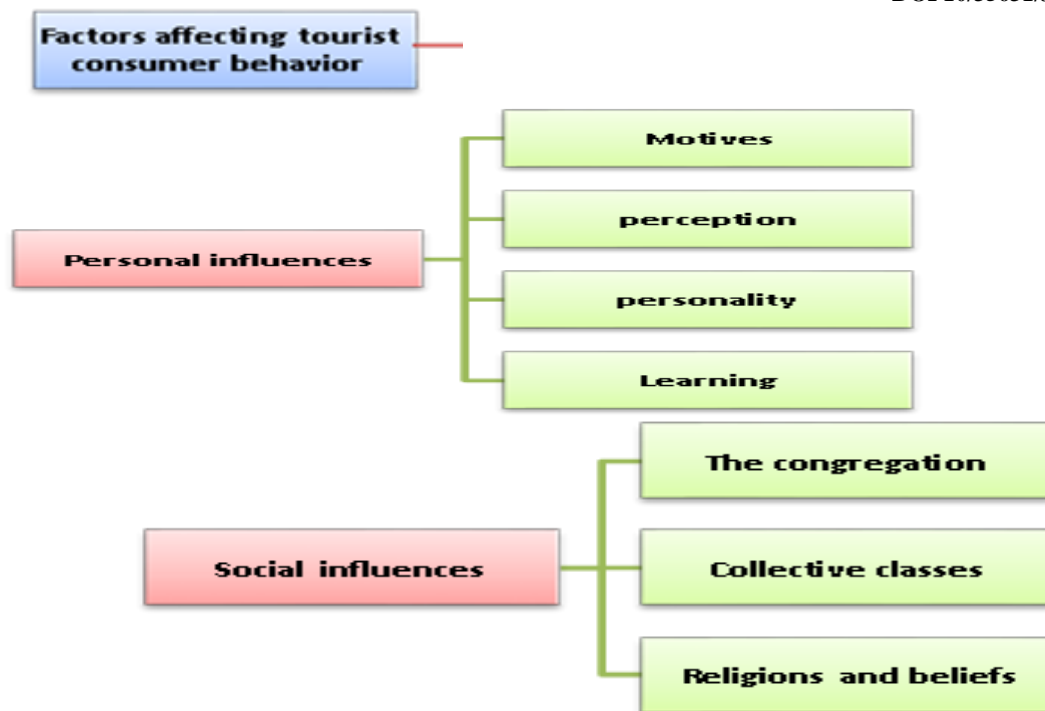 Factors affecting tourist
consumer behavior
Motives
perception
Personal influences
personality
Learning
The congregation
Social influences
Collective classes
Religions and beliefs